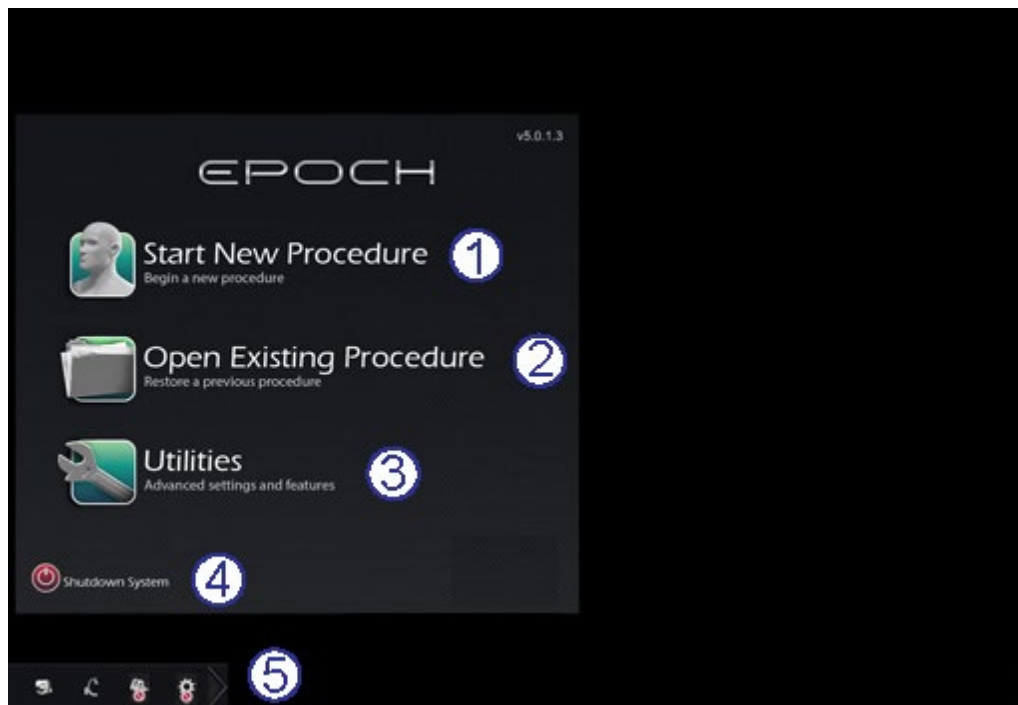 v5.0.1.3
EPOCH
Start New Procedure
1
Begin a new procedure
Open Existing Procedure
2
Restore a previous procedure
Utilities
3
Advanced settings and features
Shutdown System
4
5